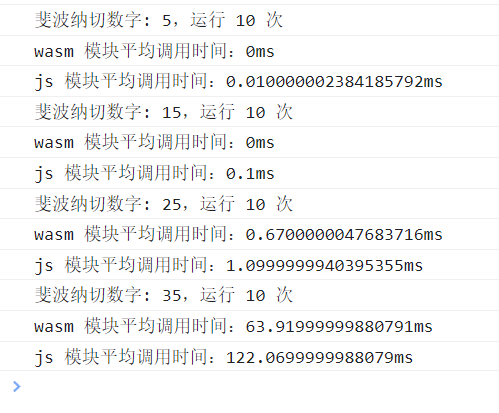 斐波纳切数字: 5，运行 10 次
wasm 模块平均调用时间：0ms
js 模块平均调用时间：0.010000002384185792ms
斐波纳切数字: 15，运行 10 次
wasm 模块平均调用时间：0ms
js 模块平均调用时间：0.1ms
斐波纳切数字: 25，运行 10 次
wasm 模块平均调用时间：0.6700000047683716ms
js 模块平均调用时间：1.0999999940395355ms
斐波纳切数字: 35，运行 10 次
wasm 模块平均调用时间：63.91999999880791ms
js 模块平均调用时间：122.0699999988079ms